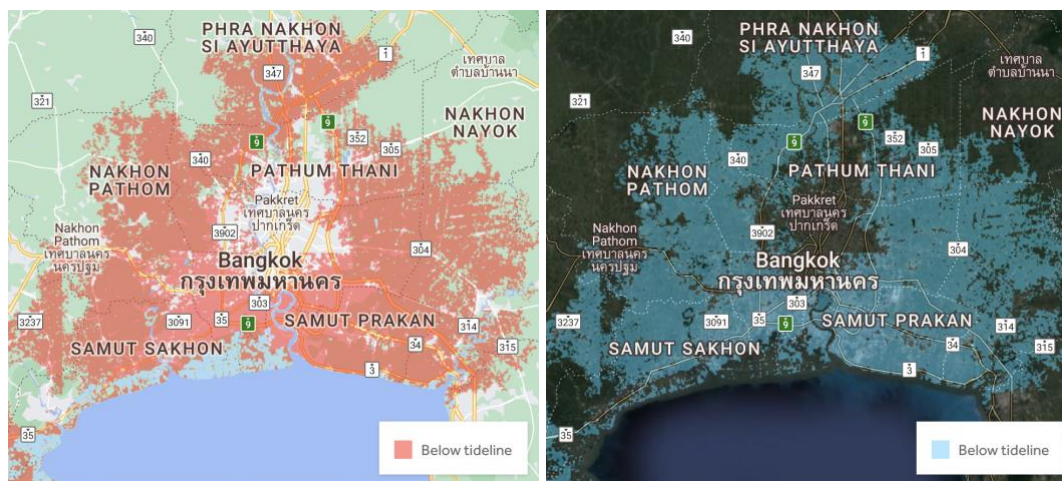 PHRA NAKHON
SI AYUTTHAYA
340
1
เทศบาล
ตำบลบ้านนา
347
321
9
NAKHON
NAYOK
352
305
9
340
NAKHON
PATHOM
PATHUM THANI
Pakkret
เทศบาลนคร
ปากเกร็ด
Nakhon
Pathom
เทศบาลนคร
นครปฐม
3902
304
Bangkok
กรุงเทพมหานคร
303
3237
3091
35
9
SAMUT PRAKAN
314
34
315
SAMUT SAKHON
3
35
Below tideline
PHRA NAKHON
SI AYUTTHAYA
340
1
เทศบาล
ตำบลบ้านนา
347
321
9
NAKHON
NAYOK
352
305
9
340
NAKHON
PATHOM
PATHUM THANI
Pakkret
เทศบาลนคร
ปากเกร็ด
Nakhon
Pathom
เทศบาลนคร
นครปฐม
3902
304
Bangkok
กรุงเทพมหานคร
303
3237
3091
35
9
SAMUT PRAKAN
314
34
315
SAMUT SAKHON
3
35
Below tideline